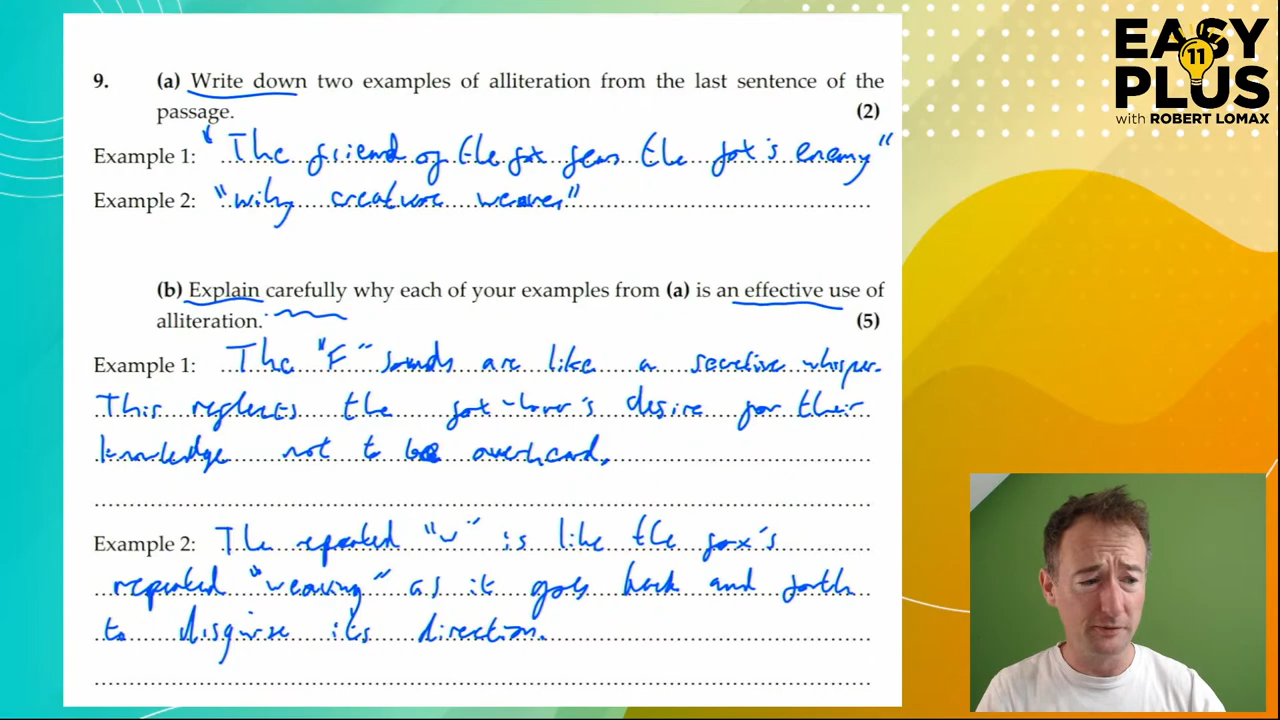 EASY
11
PLUS
with ROBERT LOMAX
9. (a) Write down two examples of alliteration from the last sentence of the
passage. (2)
Example 1: "The friend of the fox fears the fox's enemy"
Example 2: "wily creature weaves"
(b) Explain carefully why each of your examples from (a) is an effective use of
alliteration. (5)
Example 1: The "F" sounds are like a secretive whisper.
This reflects the fox-lover's desire for their
knowledge not to be overheard.
Example 2: The repeated "w" is like the fox's
repeated "weaving" as it goes back and forth
to disguise its direction.